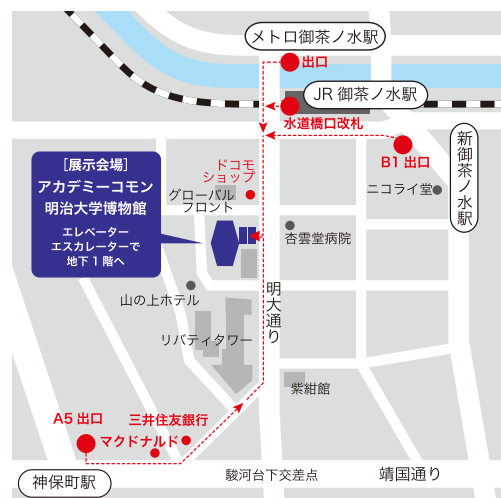 メトロ御茶ノ水駅
出口
JR 御茶ノ水駅
水道橋口改札
B1 出口
新御茶ノ水駅
ニコライ堂
ドコモ
ショップ
グローバル
フロント
［展示会場］
アカデミーコモン
明治大学博物館
エレベーター
エスカレーターで
地下 1 階へ
杏雲堂病院
山の上ホテル
明大通り
リバティタワー
紫紺館
A5 出口
三井住友銀行
マクドナルド
神保町駅
駿河台下交差点
靖国通り